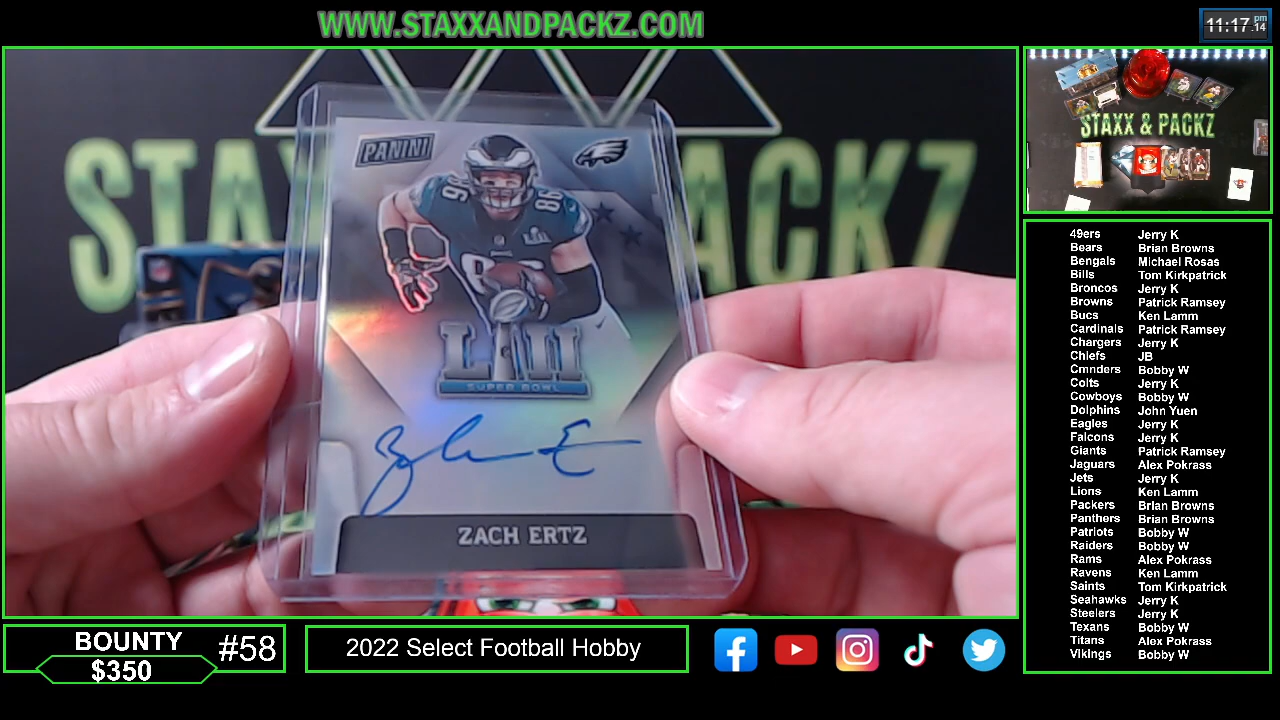 WWW.STAXXANDPACKZ.COM
11:17 pm .14
STAXX & PACKZ
PANINI
86
86
LII
SUPER BOWL
ZACH ERTZ
STAXX & PACKZ
49ers Jerry K
Bears Brian Browns
Bengals Michael Rosas
Bills Tom Kirkpatrick
Broncos Jerry K
Browns Patrick Ramsey
Bucs Ken Lamm
Cardinals Patrick Ramsey
Chargers Jerry K
Chiefs JB
Cmnders Bobby W
Colts Jerry K
Cowboys Bobby W
Dolphins John Yuen
Eagles Jerry K
Falcons Jerry K
Giants Patrick Ramsey
Jaguars Alex Pokrass
Jets Jerry K
Lions Ken Lamm
Packers Brian Browns
Panthers Brian Browns
Patriots Bobby W
Raiders Bobby W
Rams Alex Pokrass
Ravens Ken Lamm
Saints Tom Kirkpatrick
Seahawks Jerry K
Steelers Jerry K
Texans Bobby W
Titans Alex Pokrass
Vikings Bobby W
BOUNTY #58
$350
2022 Select Football Hobby